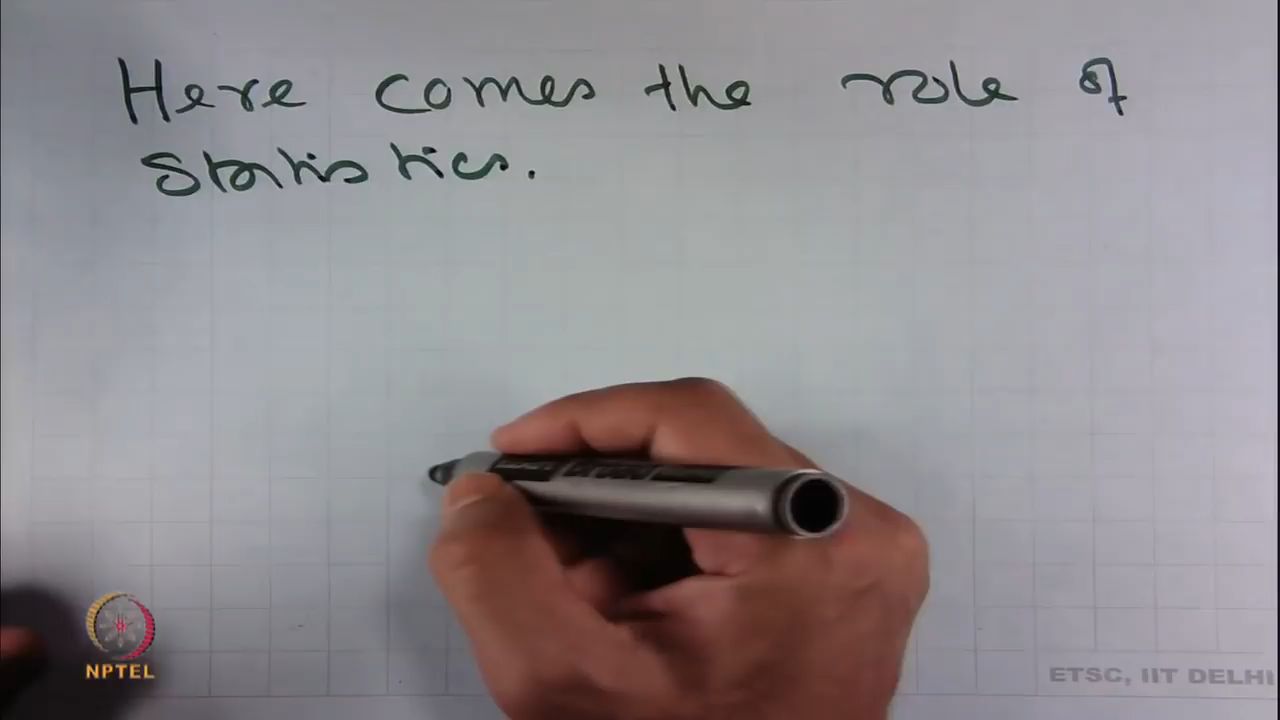 Here comes the role of
Statistics.
NPTEL
ETSC, IIT DELHI